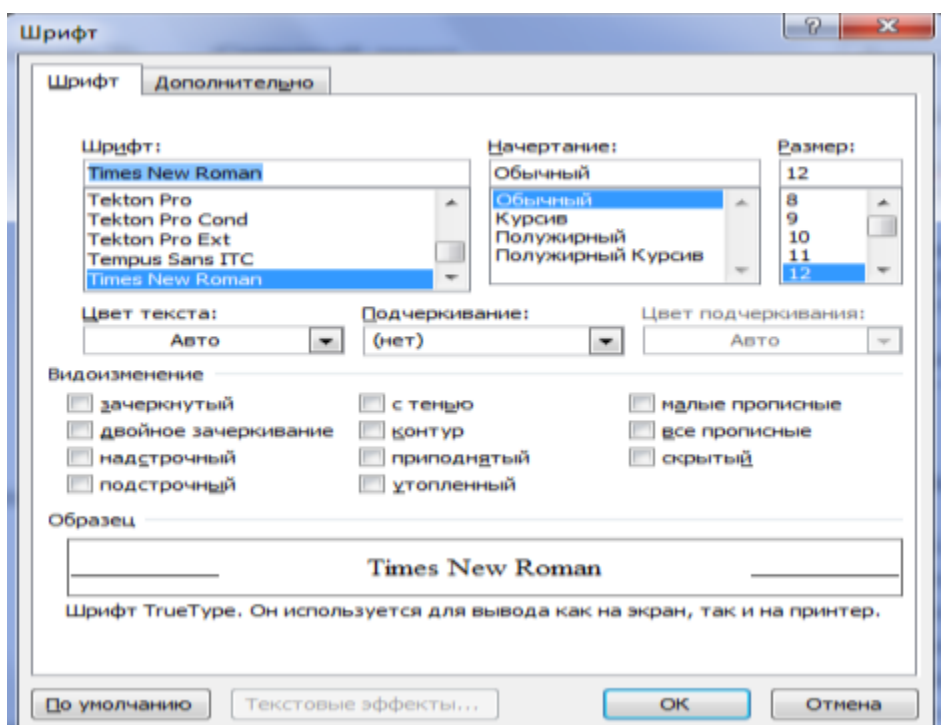 Шрифт
Шрифт Дополнительно
Шрифт: Начертание: Размер:
Times New Roman Обычный 12
Tekton Pro Обычный 8
Tekton Pro Cond Курсив 9
Tekton Pro Ext Полужирный 10
Tempus Sans ITC Полужирный Курсив 11
Times New Roman 12
Цвет текста: Подчеркивание: Цвет подчеркивания:
Авто (нет) Авто
Видоизменение
зачеркнутый с тенью малые прописные
двойное зачеркивание контур все прописные
надстрочный приподнятый скрытый
подстрочный утопленный
Образец
Times New Roman
Шрифт TrueType. Он используется для вывода как на экран, так и на принтер.
По умолчанию Текстовые эффекты... ОК Отмена